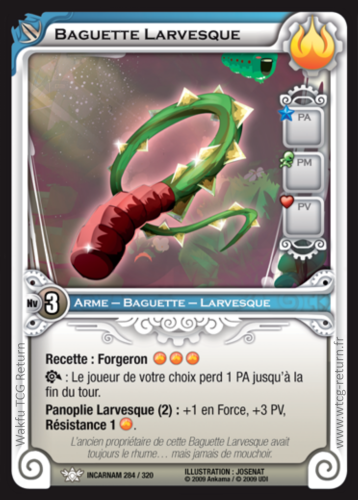 BAGUETTE LARVESQUE
PA
PM
PV
Nv 3
ARME – BAGUETTE – LARVESQUE
Recette : Forgeron
: Le joueur de votre choix perd 1 PA jusqu'à la
fin du tour.
Panoplie Larvesque (2) : +1 en Force, +3 PV,
Résistance 1 .
L'ancien propriétaire de cette Baguette Larvesque avait
toujours le rhume... mais jamais de mouchoir.
INCARNAM 284 / 320
ILLUSTRATION : JOSENAT
© 2009 Ankama / © 2009 UDI
Wakfu TCG Return
www.wtcg-return.fr